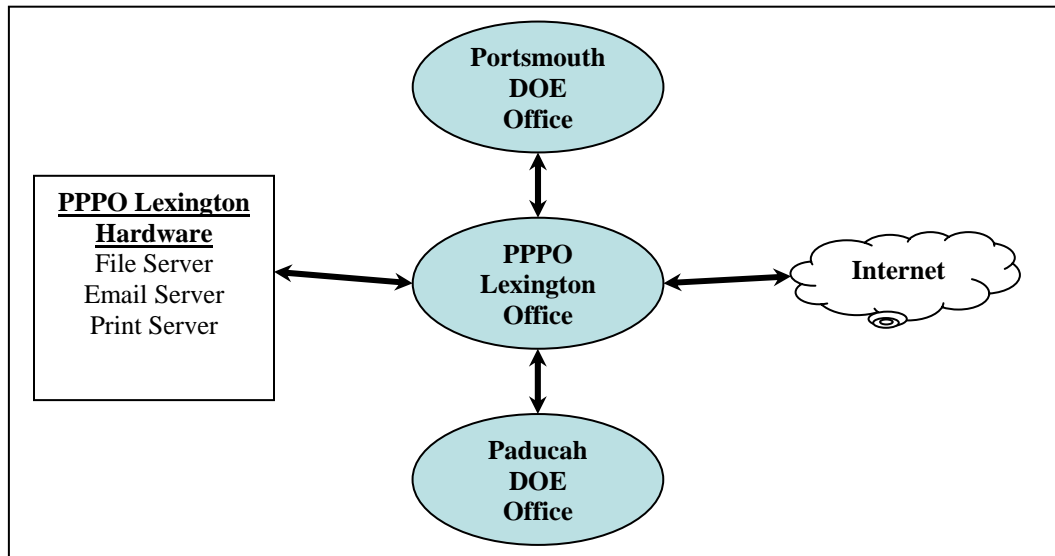 Portsmouth
DOE
Office
PPPO Lexington
Hardware
File Server
Email Server
Print Server
PPPO
Lexington
Office
Internet
Paducah
DOE
Office